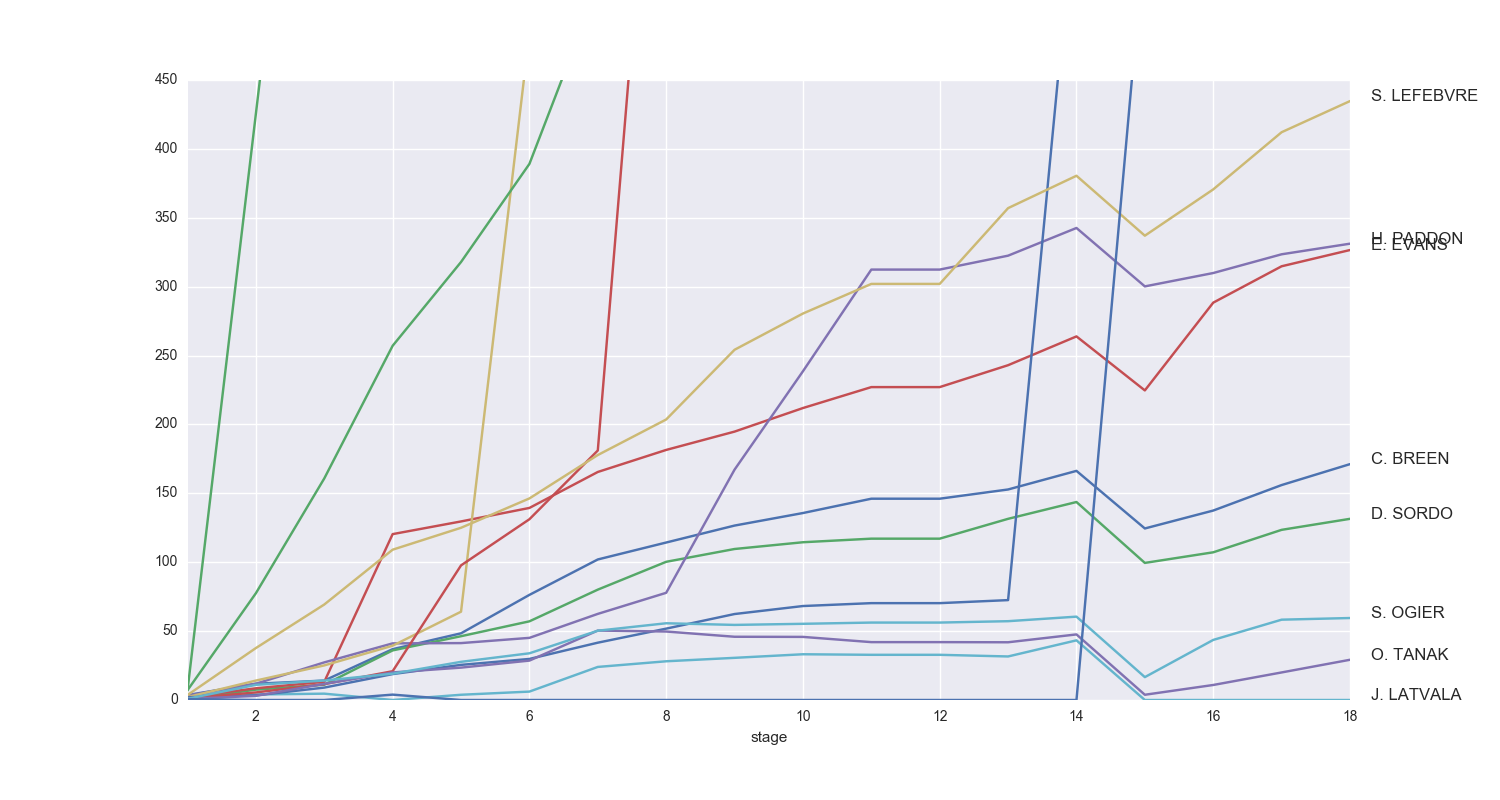 450
400
350
300
250
200
150
100
50
0
2 4 6 8 10 12 14 16 18
stage
S. LEFEBVRE
H. PADDON
E. EVANS
C. BREEN
D. SORDO
S. OGIER
O. TANAK
J. LATVALA